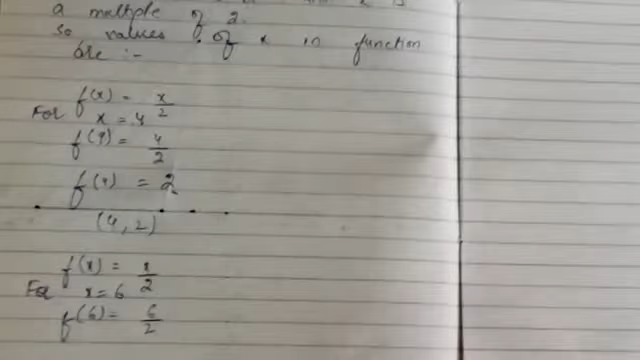 a multiple of 2.
so values of x in function
are :-
f(x) = x/2
For x = 4
f(4) = 4/2
f(4) = 2
(4, 2)
f(x) = x/2
For x = 6
f(6) = 6/2